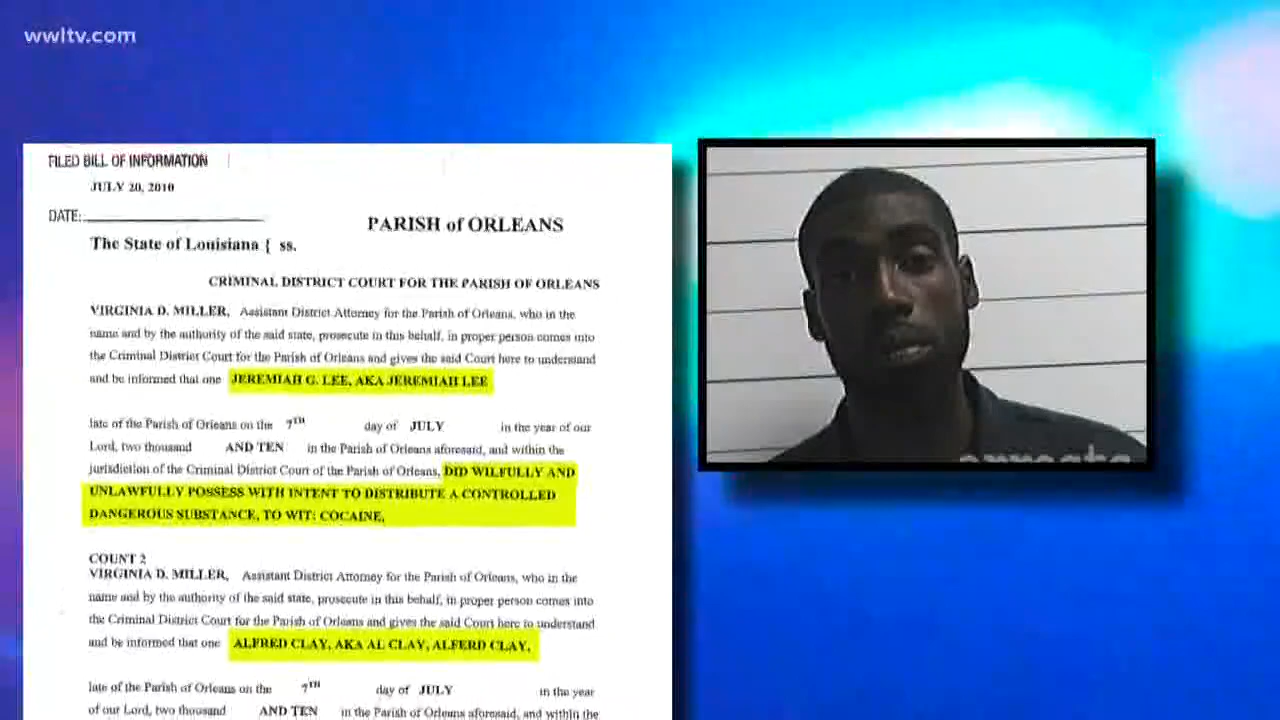 wwltv.com
FILED BILL OF INFORMATION
JULY 20, 2010
DATE:
PARISH of ORLEANS
The State of Louisiana { ss.
CRIMINAL DISTRICT COURT FOR THE PARISH OF ORLEANS
VIRGINIA D. MILLER, Assistant District Attorney for the Parish of Orleans, who in the
name and by the authority of the said state, prosecute in this behalf, in proper person comes into
the Criminal District Court for the Parish of Orleans and gives the said Court here to understand
and be informed that one JEREMIAH G. LEE, AKA JEREMIAH LEE
late of the Parish of Orleans on the 7TH day of JULY in the year of our
Lord, two thousand AND TEN in the Parish of Orleans aforesaid, and within the
jurisdiction of the Criminal District Court of the Parish of Orleans, DID WILFULLY AND
UNLAWFULLY POSSESS WITH INTENT TO DISTRIBUTE A CONTROLLED
DANGEROUS SUBSTANCE, TO WIT: COCAINE,
COUNT 2
VIRGINIA D. MILLER, Assistant District Attorney for the Parish of Orleans, who in the
name and by the authority of the said state, prosecute in this behalf, in proper person comes into
the Criminal District Court for the Parish of Orleans and gives the said Court here to understand
and be informed that one ALFRED CLAY, AKA AL CLAY, ALFERD CLAY,
late of the Parish of Orleans on the 7TH day of JULY in the year
of our Lord, two thousand AND TEN in the Parish of Orleans aforesaid, and within the